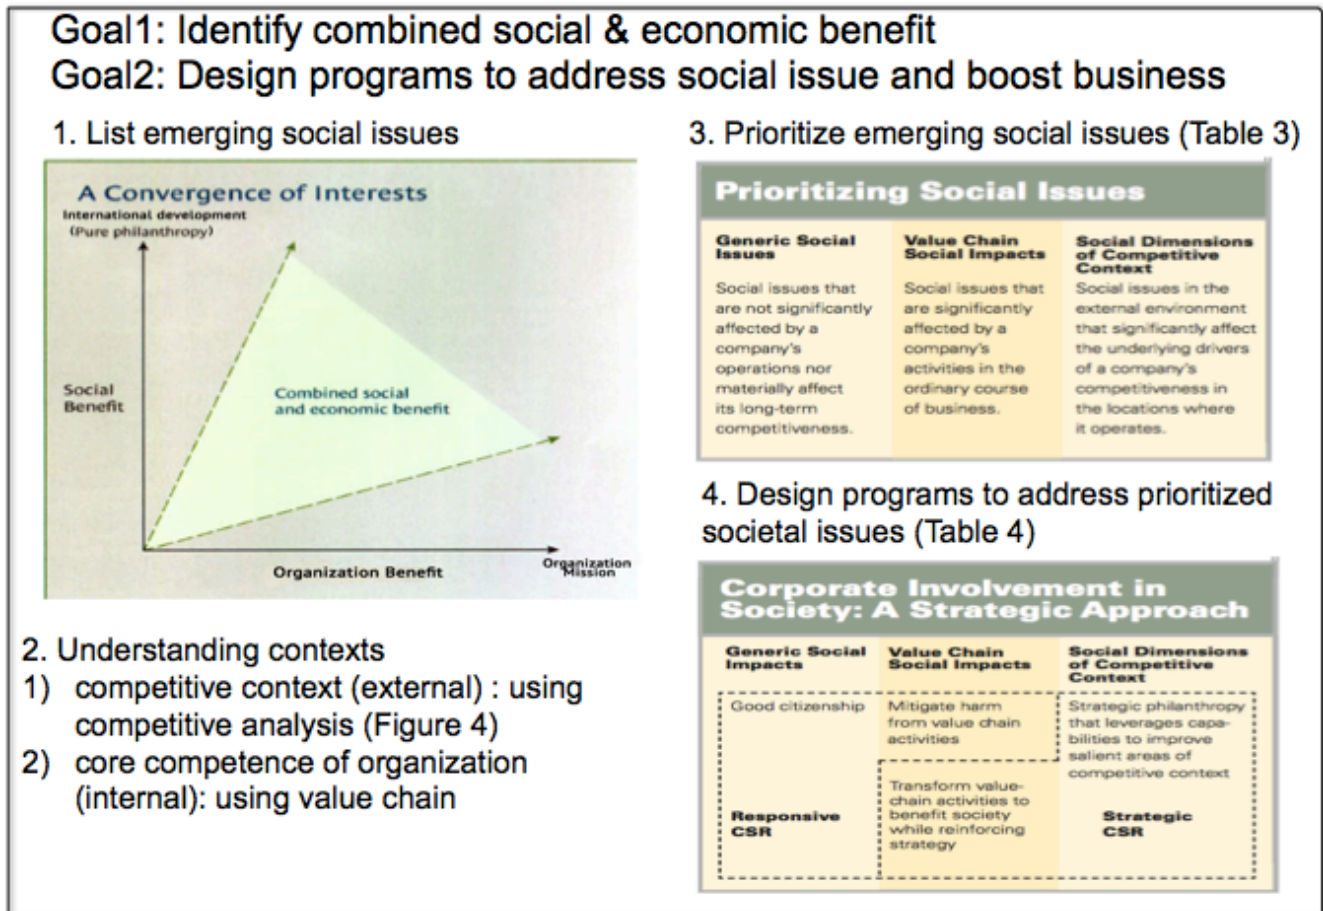 Goal1: Identify combined social & economic benefit
Goal2: Design programs to address social issue and boost business
1. List emerging social issues
A Convergence of Interests
International development
(Pure philanthropy)
Social
Benefit
Combined social
and economic benefit
Organization Benefit
Organization
Mission
2. Understanding contexts
1) competitive context (external) : using
competitive analysis (Figure 4)
2) core competence of organization
(internal): using value chain
3. Prioritize emerging social issues (Table 3)
Prioritizing Social Issues
Generic Social
Issues
Social issues that
are not significantly
affected by a
company's
operations nor
materially affect
its long-term
competitiveness.
Value Chain
Social Impacts
Social issues that
are significantly
affected by a
company's
activities in the
ordinary course
of business.
Social Dimensions
of Competitive
Context
Social issues in the
external environment
that significantly affect
the underlying drivers
of a company's
competitiveness in
the locations where
it operates.
4. Design programs to address prioritized
societal issues (Table 4)
Corporate Involvement in
Society: A Strategic Approach
Generic Social
Impacts
Good citizenship
Responsive
CSR
Value Chain
Social Impacts
Mitigate harm
from value chain
activities
Transform value-
chain activities to
benefit society
while reinforcing
strategy
Social Dimensions
of Competitive
Context
Strategic philanthropy
that leverages capa-
bilities to improve
salient areas of
competitive context
Strategic
CSR